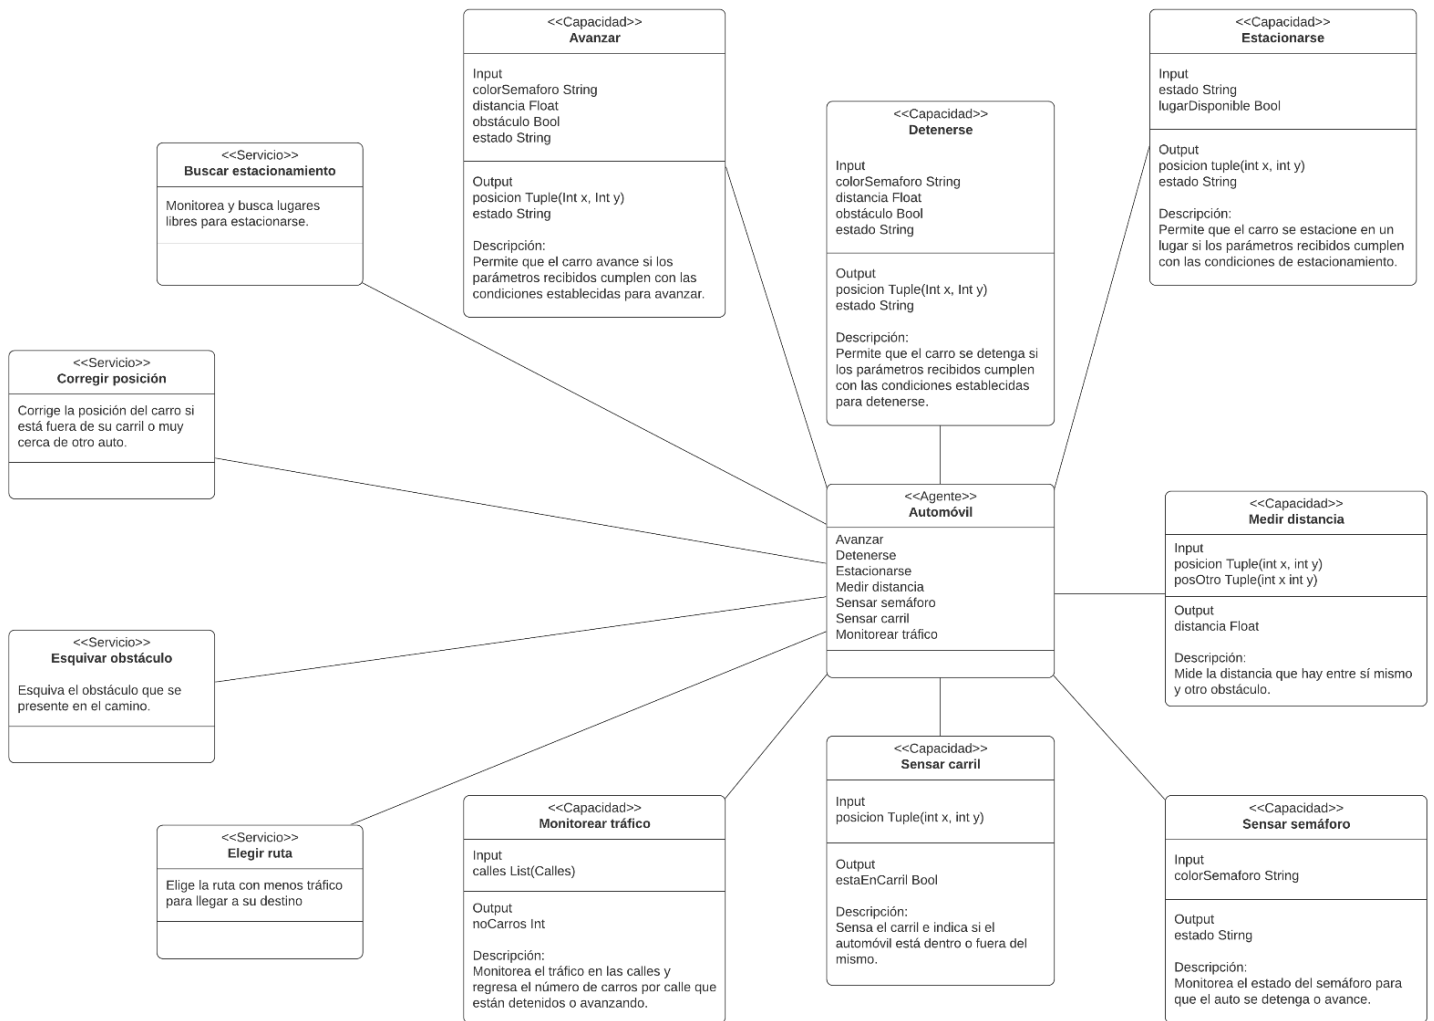 <<Capacidad>>
Avanzar
Input
colorSemaforo String
distancia Float
obstáculo Bool
estado String
Output
posicion Tuple(Int x, Int y)
estado String
Descripción:
Permite que el carro avance si los
parámetros recibidos cumplen con las
condiciones establecidas para avanzar.
<<Capacidad>>
Estacionarse
Input
estado String
lugarDisponible Bool
Output
posicion tuple(int x, int y)
estado String
Descripción:
Permite que el carro se estacione en un
lugar si los parámetros recibidos cumplen
con las condiciones de estacionamiento.
<<Capacidad>>
Detenerse
Input
colorSemaforo String
distancia Float
obstáculo Bool
estado String
Output
posicion Tuple(Int x, Int y)
estado String
Descripción:
Permite que el carro se detenga si
los parámetros recibidos cumplen
con las condiciones establecidas
para detenerse.
<<Servicio>>
Buscar estacionamiento
Monitorea y busca lugares
libres para estacionarse.
<<Servicio>>
Corregir posición
Corrige la posición del carro si
está fuera de su carril o muy
cerca de otro auto.
<<Agente>>
Automóvil
Avanzar
Detenerse
Estacionarse
Medir distancia
Sensar semáforo
Sensar carril
Monitorear tráfico
<<Capacidad>>
Medir distancia
Input
posicion Tuple(int x, int y)
posOtro Tuple(int x int y)
Output
distancia Float
Descripción:
Mide la distancia que hay entre sí mismo
y otro obstáculo.
<<Servicio>>
Esquivar obstáculo
Esquiva el obstáculo que se
presente en el camino.
<<Servicio>>
Elegir ruta
Elige la ruta con menos tráfico
para llegar a su destino
<<Capacidad>>
Monitorear tráfico
Input
calles List(Calles)
Output
noCarros Int
Descripción:
Monitorea el tráfico en las calles y
regresa el número de carros por calle que
están detenidos o avanzando.
<<Capacidad>>
Sensar carril
Input
posicion Tuple(int x, int y)
Output
estaEnCarril Bool
Descripción:
Sensa el carril e indica si el
automóvil está dentro o fuera del
mismo.
<<Capacidad>>
Sensar semáforo
Input
colorSemaforo String
Output
estado Stirng
Descripción:
Monitorea el estado del semáforo para
que el auto se detenga o avance.